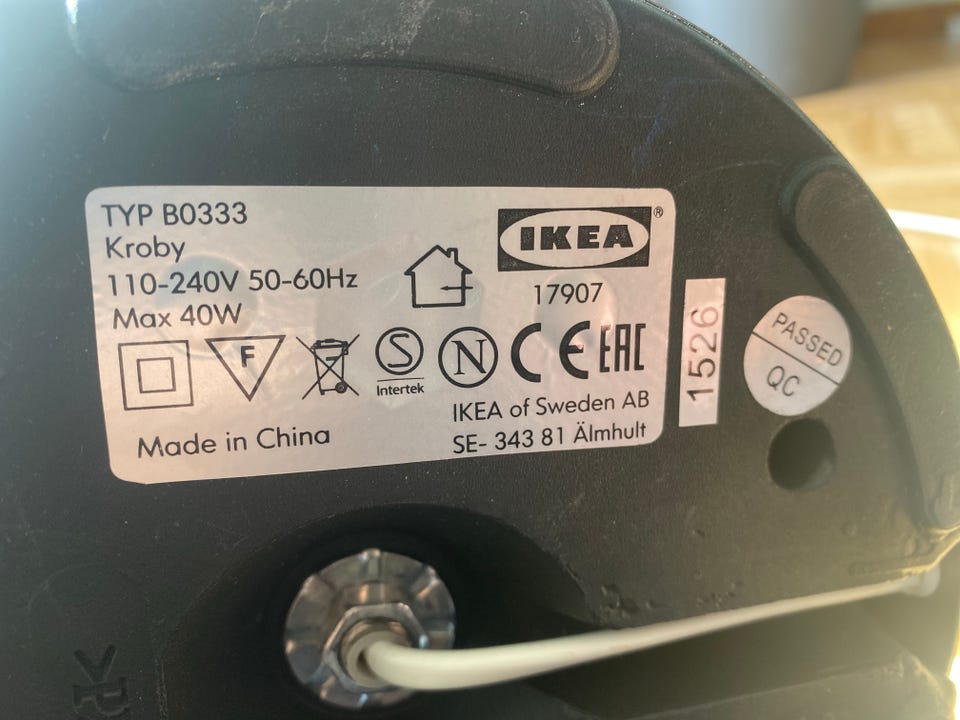 TYP B0333
Kroby
110-240V 50-60Hz
Max 40W
IKEA®
17907
F
S
Intertek
N
CE
EAC
Made in China
IKEA of Sweden AB
SE- 343 81 Älmhult
1526
PASSED
QC